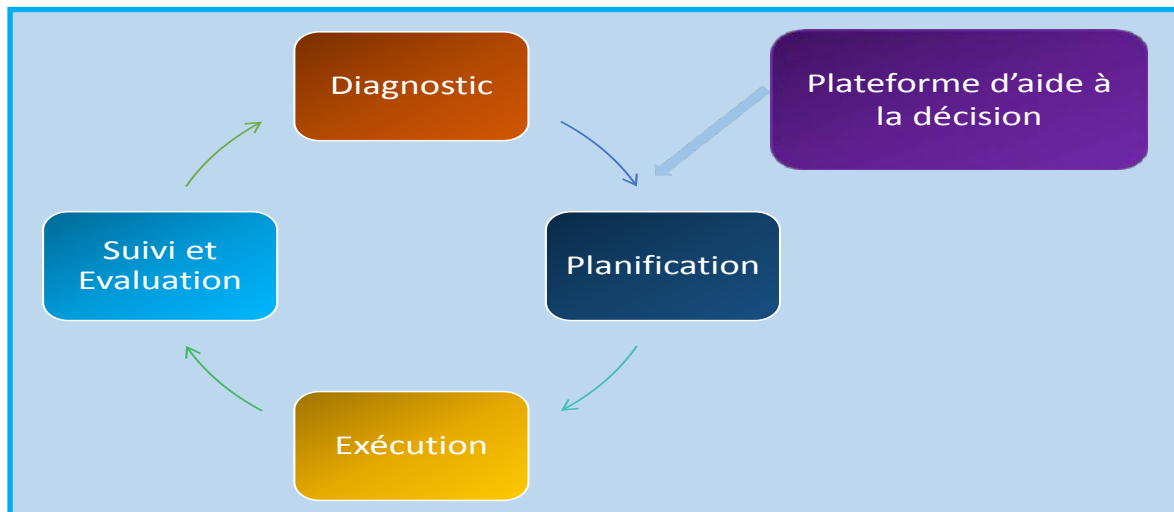 Diagnostic
Plateforme d’aide à
la décision
Suivi et
Evaluation
Planification
Exécution